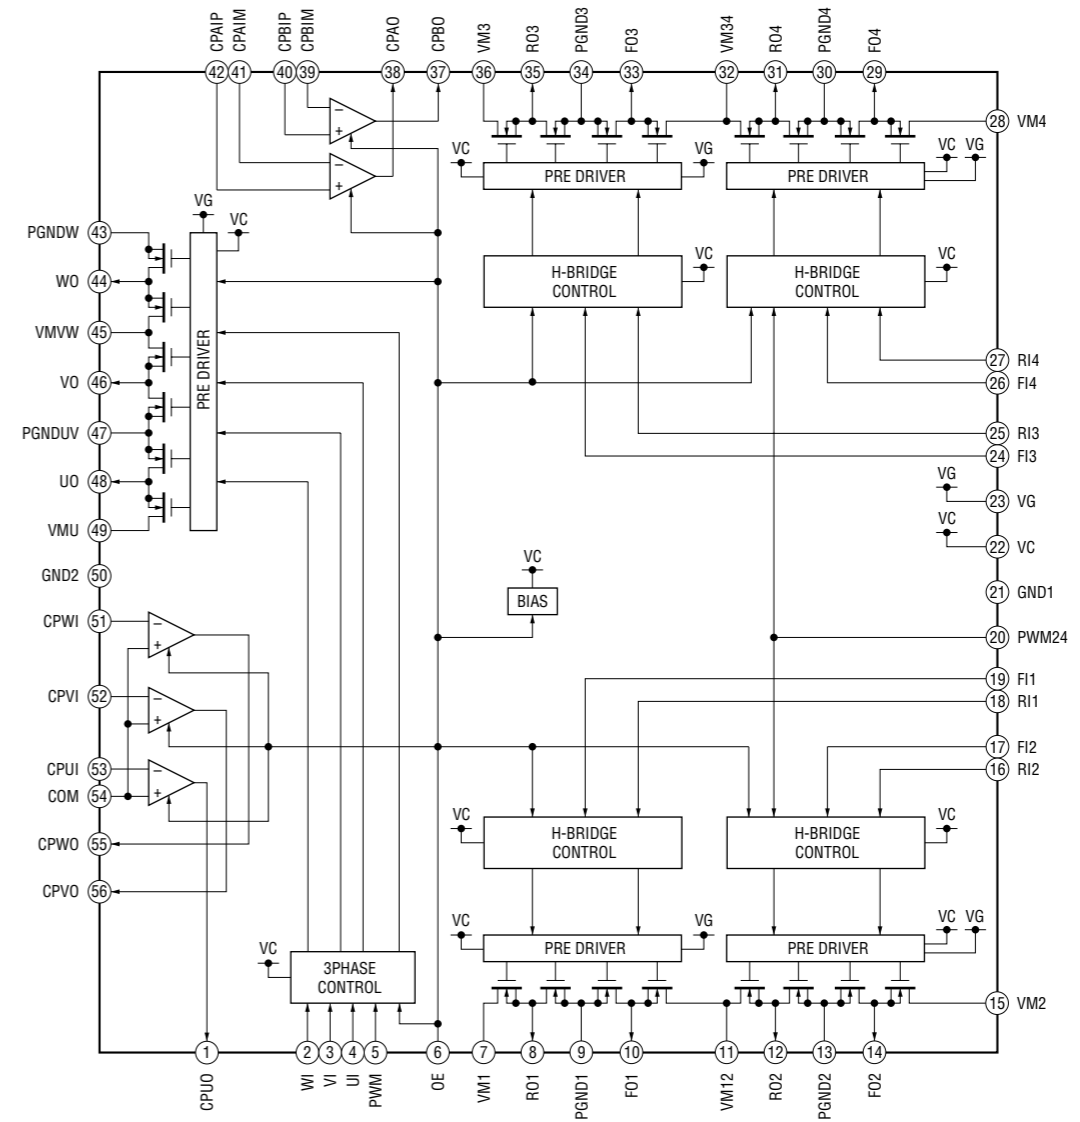 CPAIP
CPAIM
CPBIP
CPBIM
CPAO
CPBO
VM3
RO3
PGND3
FO3
VM34
RO4
PGND4
FO4
42
41
40
39
38
37
36
35
34
33
32
31
30
29
−
+
28 VM4
VC
VG
VC
VG
−
+
PRE DRIVER
PRE DRIVER
VG
VC
PGNDW 43
WO 44
VMVW 45
VO 46
PGNDUV 47
UO 48
VMU 49
PRE DRIVER
H-BRIDGE
CONTROL
VC
H-BRIDGE
CONTROL
VC
27 RI4
26 FI4
25 RI3
24 FI3
VG
23 VG
VC
22 VC
GND2 50
VC
BIAS
21 GND1
CPWI 51
−
+
20 PWM24
19 FI1
18 RI1
CPVI 52
−
+
17 FI2
16 RI2
CPUI 53
COM 54
−
+
CPWO 55
CPVO 56
VC
H-BRIDGE
CONTROL
H-BRIDGE
CONTROL
VC
VC
3PHASE
CONTROL
VC
PRE DRIVER
VG
PRE DRIVER
VC
VG
15 VM2
1
2
3
4
5
6
7
8
9
10
11
12
13
14
CPUO
WI
VI
UI
PWM
OE
VM1
RO1
PGND1
FO1
VM12
RO2
PGND2
FO2